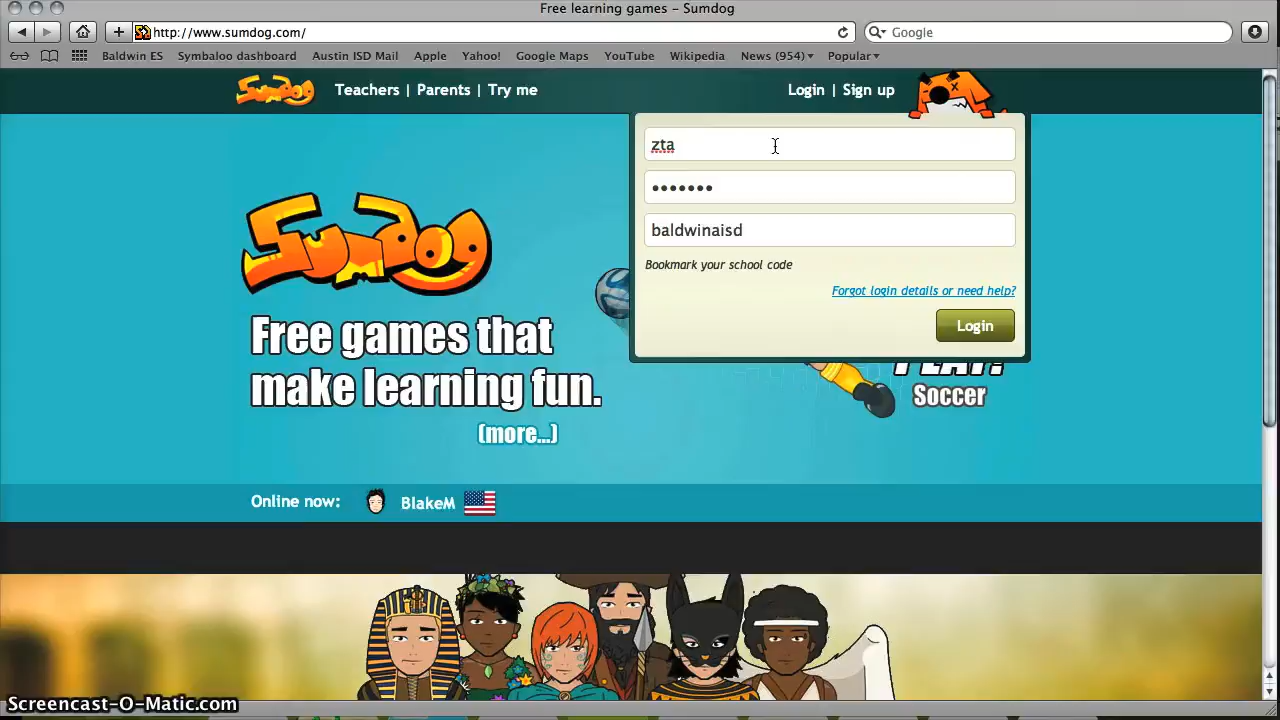 Free learning games – Sumdog
http://www.sumdog.com/
Google
Baldwin ES Symbaloo dashboard Austin ISD Mail Apple Yahoo! Google Maps YouTube Wikipedia News (954) Popular
Sumdog Teachers | Parents | Try me Login | Sign up
zta
•••••••
baldwinaisd
Bookmark your school code
Forgot login details or need help?
Login
Sumdog
Free games that
make learning fun.
(more...)
Soccer
Online now: BlakeM
Screencast-O-Matic.com